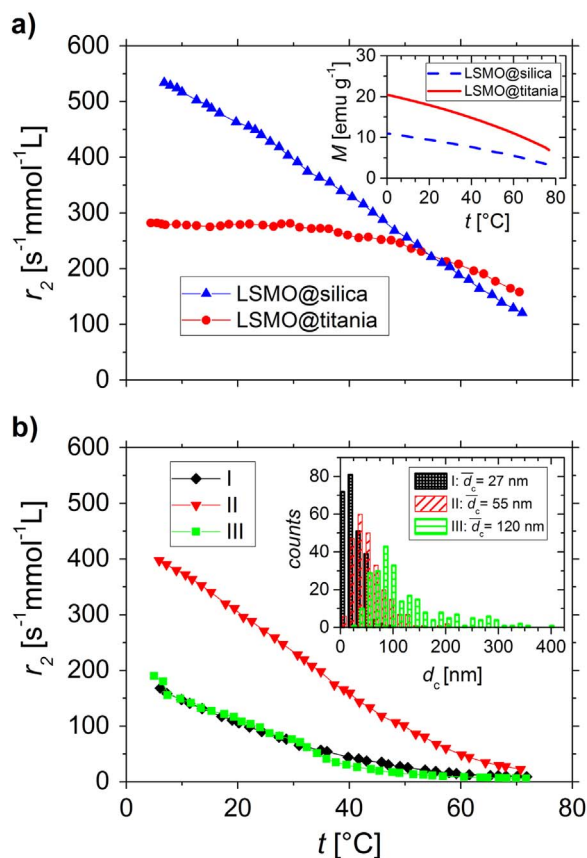 a)
600
500
400
300
200
100
0
r₂ [s⁻¹mmol⁻¹L]
LSMO@silica
LSMO@titania
30
20
10
0
M [emu g⁻¹]
LSMO@silica
LSMO@titania
0 20 40 60 80
t [°C]
b)
600
500
400
300
200
100
0
r₂ [s⁻¹mmol⁻¹L]
I
II
III
80
60
40
20
0
counts
I: d̅c = 27 nm
II: d̅c = 55 nm
III: d̅c = 120 nm
0 100 200 300 400
dc [nm]
0 20 40 60 80
t [°C]